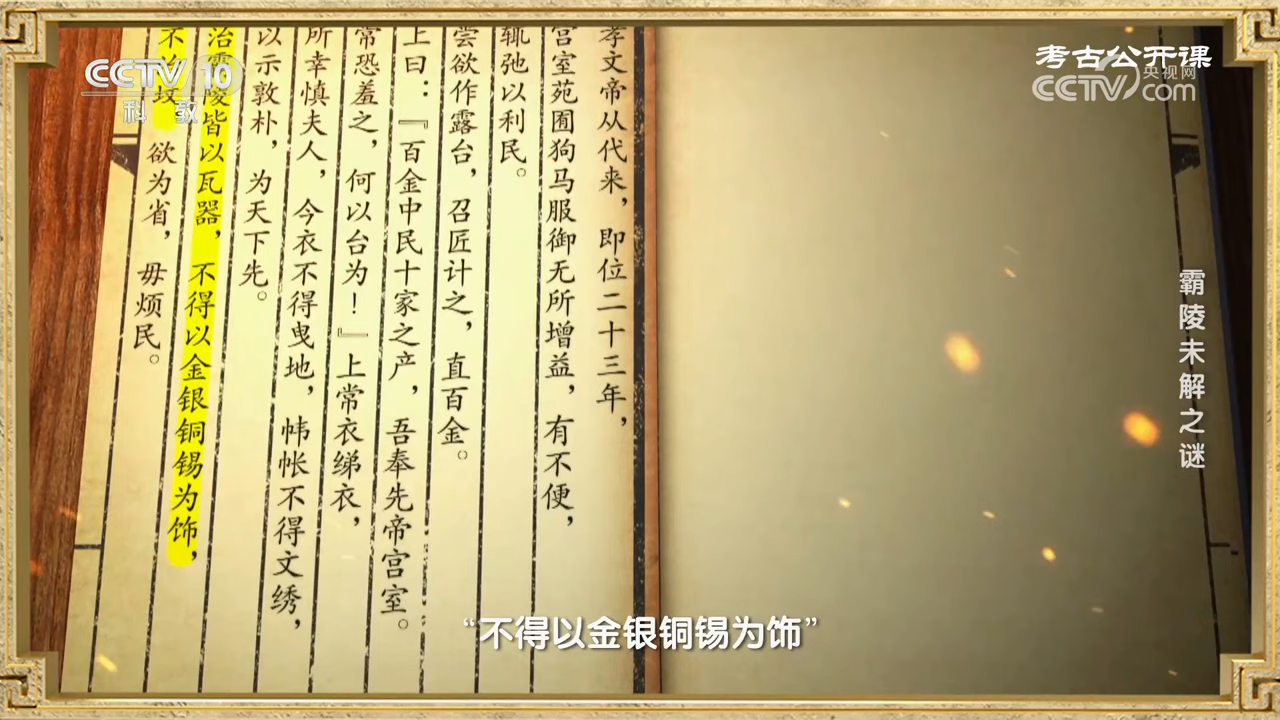 孝文帝从代来，即位二十三年，
宫室苑囿狗马服御无所增益，有不便，
辄弛以利民。
尝欲作露台，召匠计之，直百金。
上曰：『百金中民十家之产，吾奉先帝宫室。
常恐羞之，何以台为！』上常衣绨衣，
所幸慎夫人，今衣不得曳地，帏帐不得文绣，
以示敦朴，为天下先。
治霸陵皆以瓦器，不得以金银铜锡为饰，
不治坟，欲为省，毋烦民。
CCTV 10
科教
考古公开课
CCTV 央视网
com
霸陵未解之谜
“不得以金银铜锡为饰”